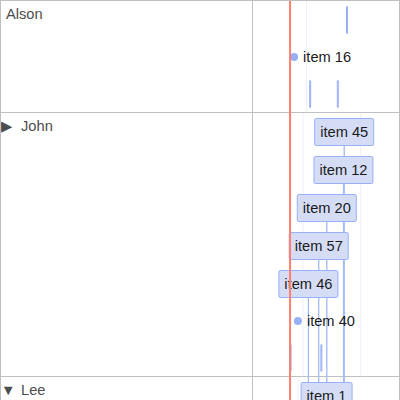 Alson
item 16
▶ John
item 45
item 12
item 20
item 57
item 46
item 40
▼ Lee
item 1